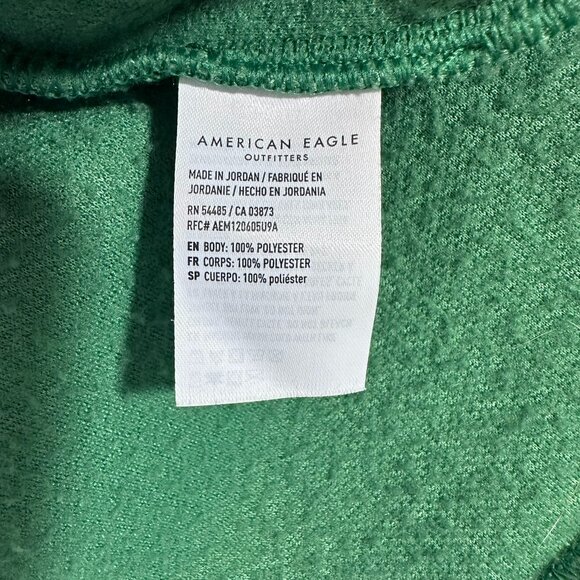 AMERICAN EAGLE
OUTFITTERS
MADE IN JORDAN / FABRIQUÉ EN
JORDANIE / HECHO EN JORDANIA
RN 54485 / CA 03873
RFC# AEM120605U9A
EN BODY: 100% POLYESTER
FR CORPS: 100% POLYESTER
SP CUERPO: 100% poliéster